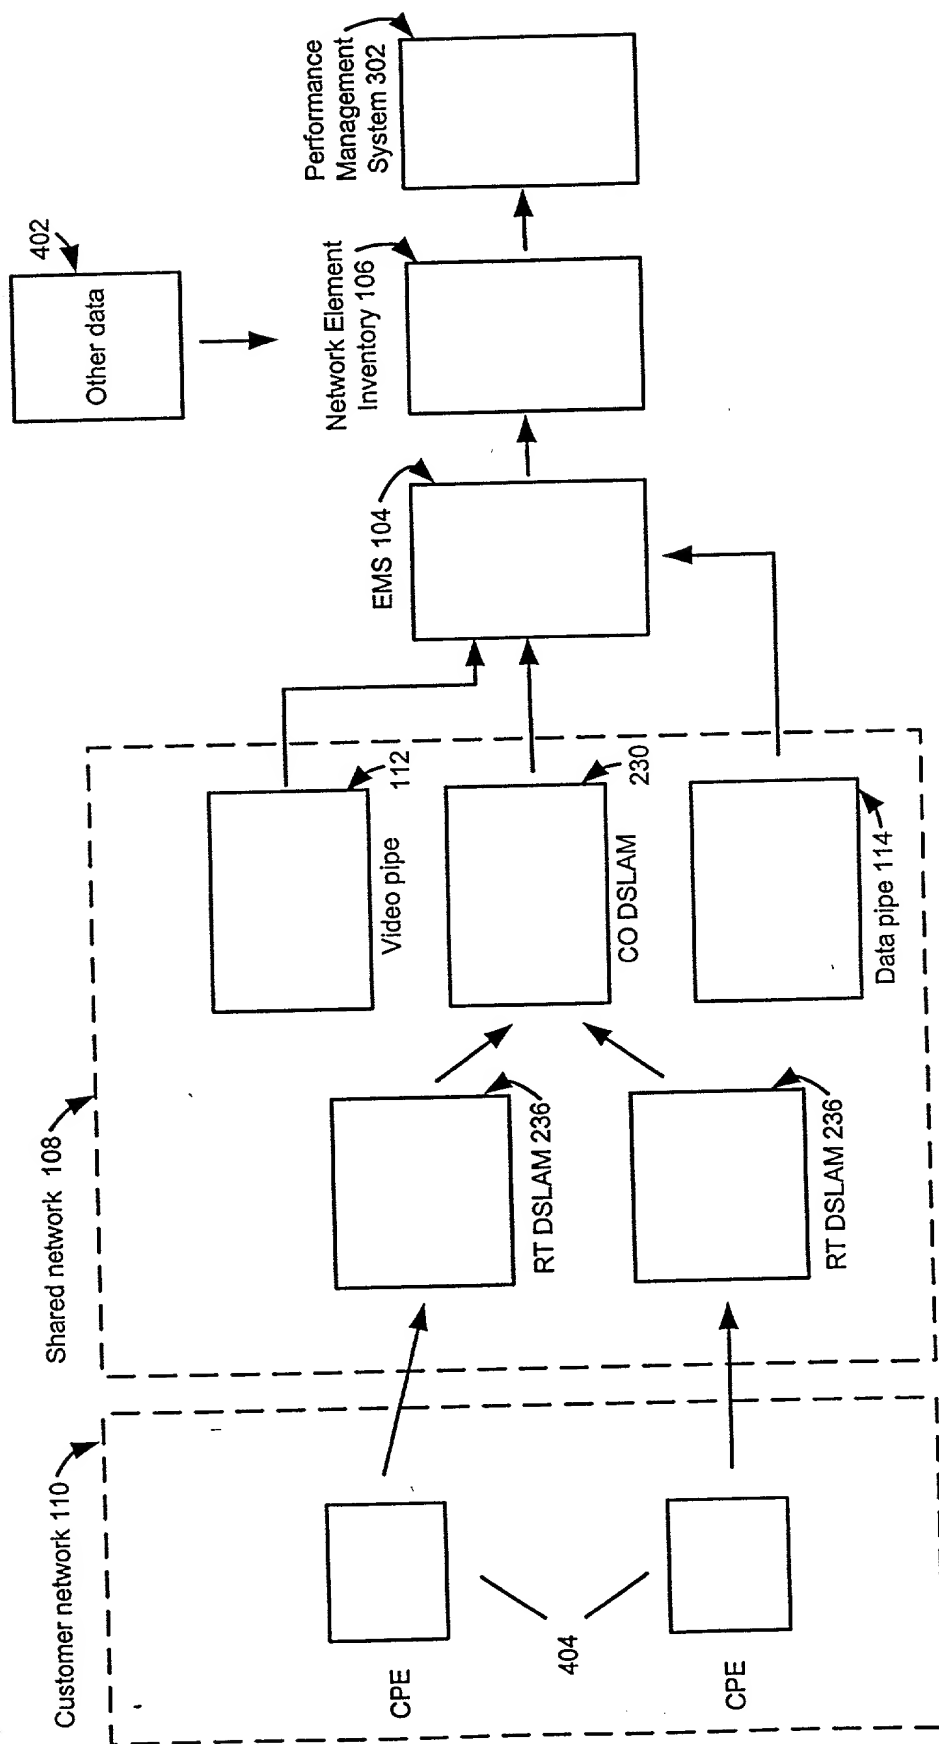 Customer network 110
Shared network 108
CPE
CPE
404
RT DSLAM 236
RT DSLAM 236
Video pipe
112
CO DSLAM
230
Data pipe 114
EMS 104
Network Element
Inventory 106
Other data
402
Performance
Management
System 302